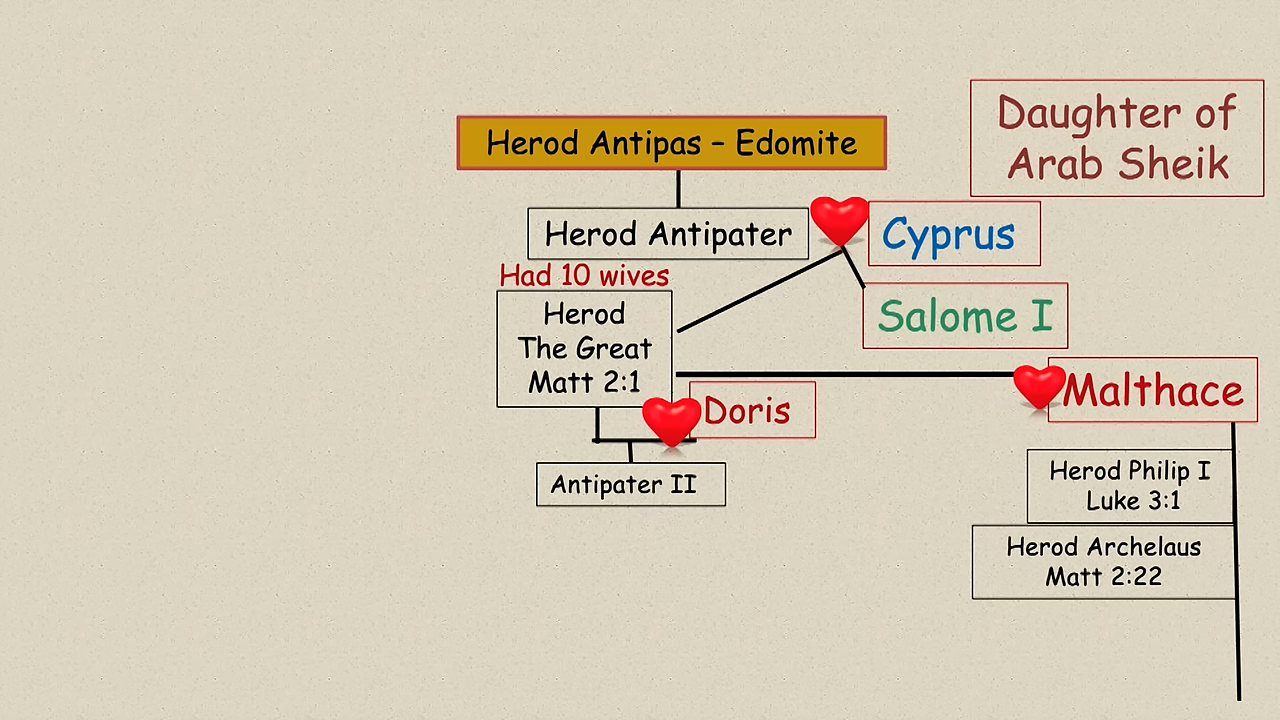 Daughter of
Arab Sheik
Herod Antipas – Edomite
Herod Antipater
Cyprus
Had 10 wives
Salome I
Herod
The Great
Matt 2:1
Malthace
Doris
Antipater II
Herod Philip I
Luke 3:1
Herod Archelaus
Matt 2:22